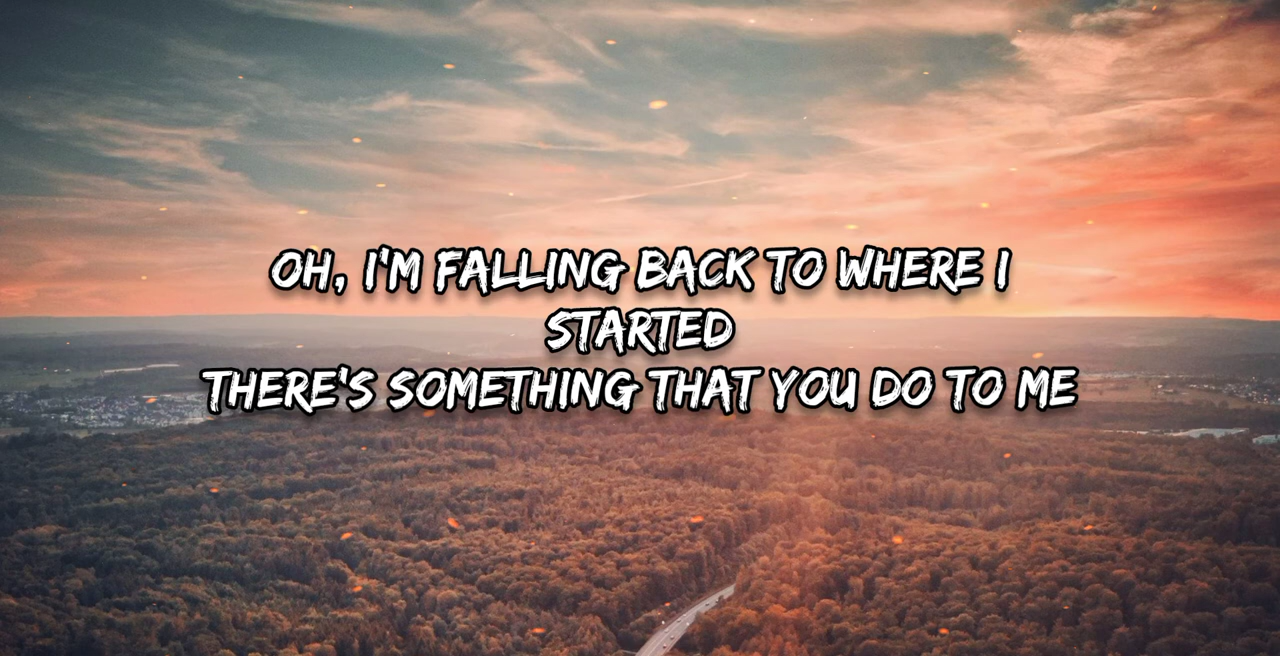 OH, I'M FALLING BACK TO WHERE I
STARTED
THERE'S SOMETHING THAT YOU DO TO ME